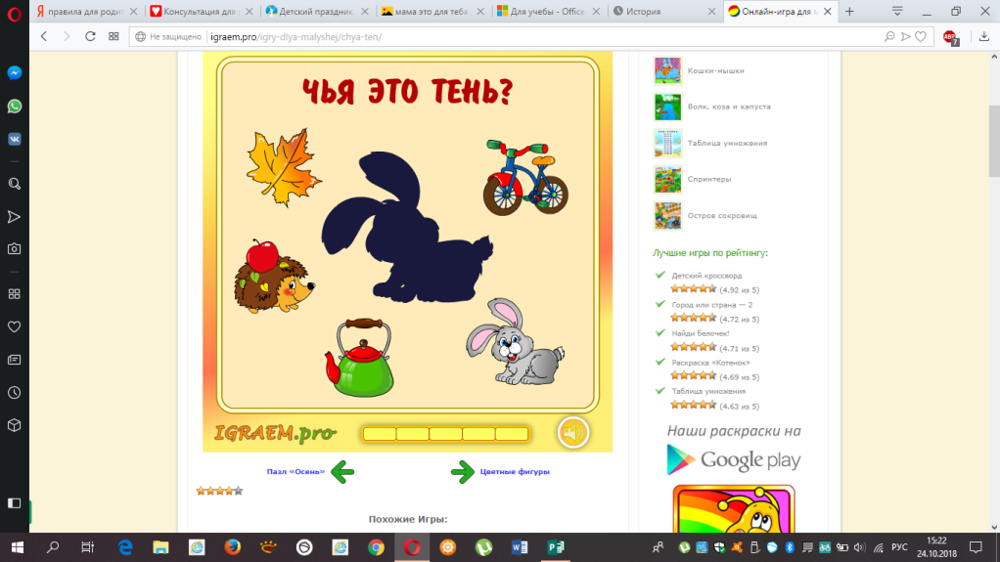 правила для родит
Консультация для
Детский праздник
мама это для тебя
Для учебы - Office
История
Онлайн-игра для
Не защищено
igraem.pro/igry-dlya-malyshej/chya-ten/
ABP
7
ЧЬЯ ЭТО ТЕНЬ?
IGRAEM.pro
Пазл «Осень»
Цветные фигуры
Похожие Игры:
Кошки-мышки
Волк, коза и капуста
Таблица умножения
Спринтеры
Остров сокровищ
Лучшие игры по рейтингу:
Детский кроссворд
(4.92 из 5)
Город или страна — 2
(4.72 из 5)
Найди белочек!
(4.71 из 5)
Раскраска «Котенок»
(4.69 из 5)
Таблица умножения
(4.63 из 5)
Наши раскраски на
Google play
РУС
15:22
24.10.2018